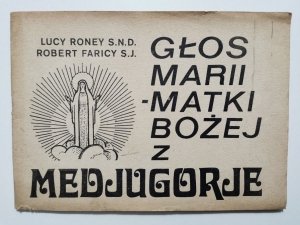 LUCY RONEY S.N.D.
ROBERT FARICY S.J.
GŁOS
MARII
-MATKI
BOŻEJ
Z
MEDJUGORJE